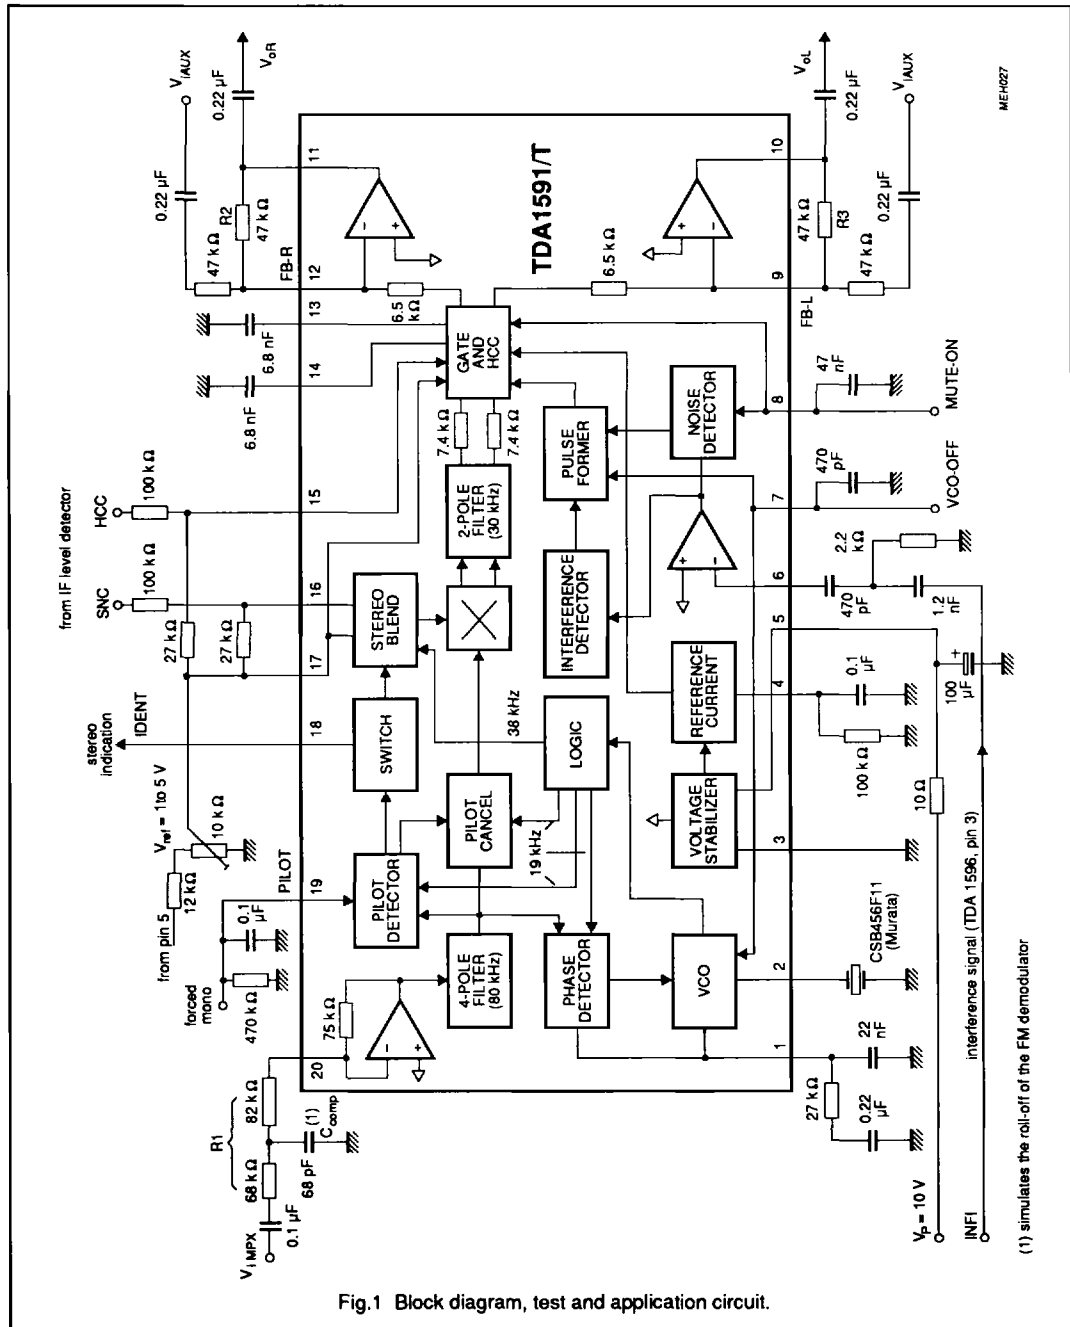 from IF level detector
SNC
HCC
100 kΩ
100 kΩ
27 kΩ
27 kΩ
stereo
indication
IDENT
V_ref = 1 to 5 V
10 kΩ
12 kΩ
from pin 5
PILOT
0.1
µF
forced
mono
470 kΩ
R1
82 kΩ
68 kΩ
(1)
C_comp
68 pF
0.1 µF
V_i MPX
6.8 nF
6.8 nF
FB-R
47 kΩ
R2
47 kΩ
0.22 µF
V_iAUX
0.22 µF
V_oR
20
19
18
17
16
15
14
13
12
11
TDA1591/T
75 kΩ
4-POLE
FILTER
(80 kHz)
PILOT
DETECTOR
SWITCH
STEREO
BLEND
PILOT
CANCEL
2-POLE
FILTER
(30 kHz)
7.4 kΩ
7.4 kΩ
GATE
AND
HCC
6.5
kΩ
6.5 kΩ
PHASE
DETECTOR
19 kHz
LOGIC
38 kHz
VCO
VOLTAGE
STABILIZER
REFERENCE
CURRENT
INTERFERENCE
DETECTOR
PULSE
FORMER
NOISE
DETECTOR
−
+
−
+
+
−
+
−
1
2
3
4
5
6
7
8
9
10
27 kΩ
0.22
µF
22
nF
CSB456F11
(Murata)
100 kΩ
0.1
µF
10 Ω
100
µF
+
470
pF
1.2
nF
2.2
kΩ
470
pF
VCO-OFF
47
nF
MUTE-ON
FB-L
47 kΩ
R3
47 kΩ
0.22 µF
V_oL
0.22 µF
V_iAUX
V_P = 10 V
INFI
interference signal (TDA 1596, pin 3)
(1) simulates the roll-off of the FM demodulator
MEH027
Fig.1 Block diagram, test and application circuit.